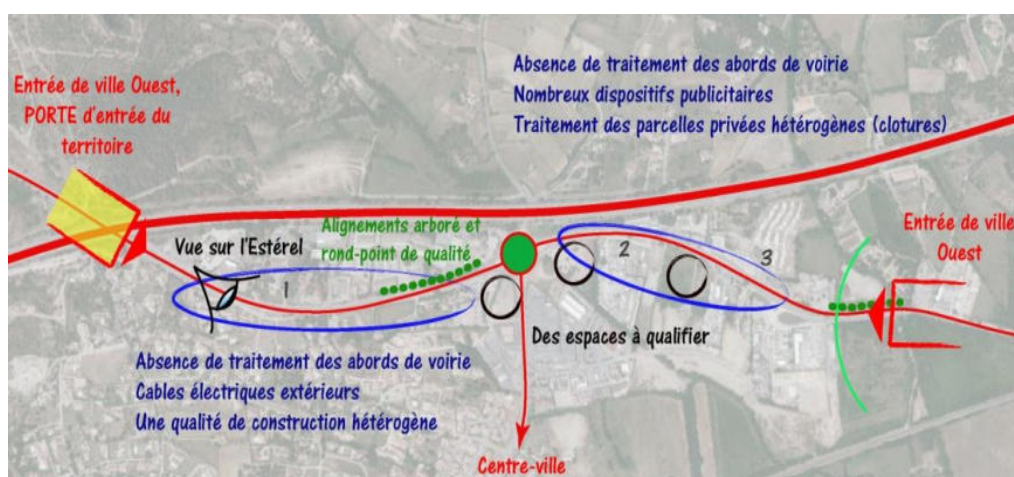 Entrée de ville Ouest,
PORTE d'entrée du
territoire
Absence de traitement des abords de voirie
Nombreux dispositifs publicitaires
Traitement des parcelles privées hétérogènes (clotures)
Vue sur l'Estérel
Alignements arboré et
rond-point de qualité
Entrée de ville
Ouest
1
2
3
Des espaces à qualifier
Absence de traitement des abords de voirie
Cables électriques extérieurs
Une qualité de construction hétérogène
Centre-ville